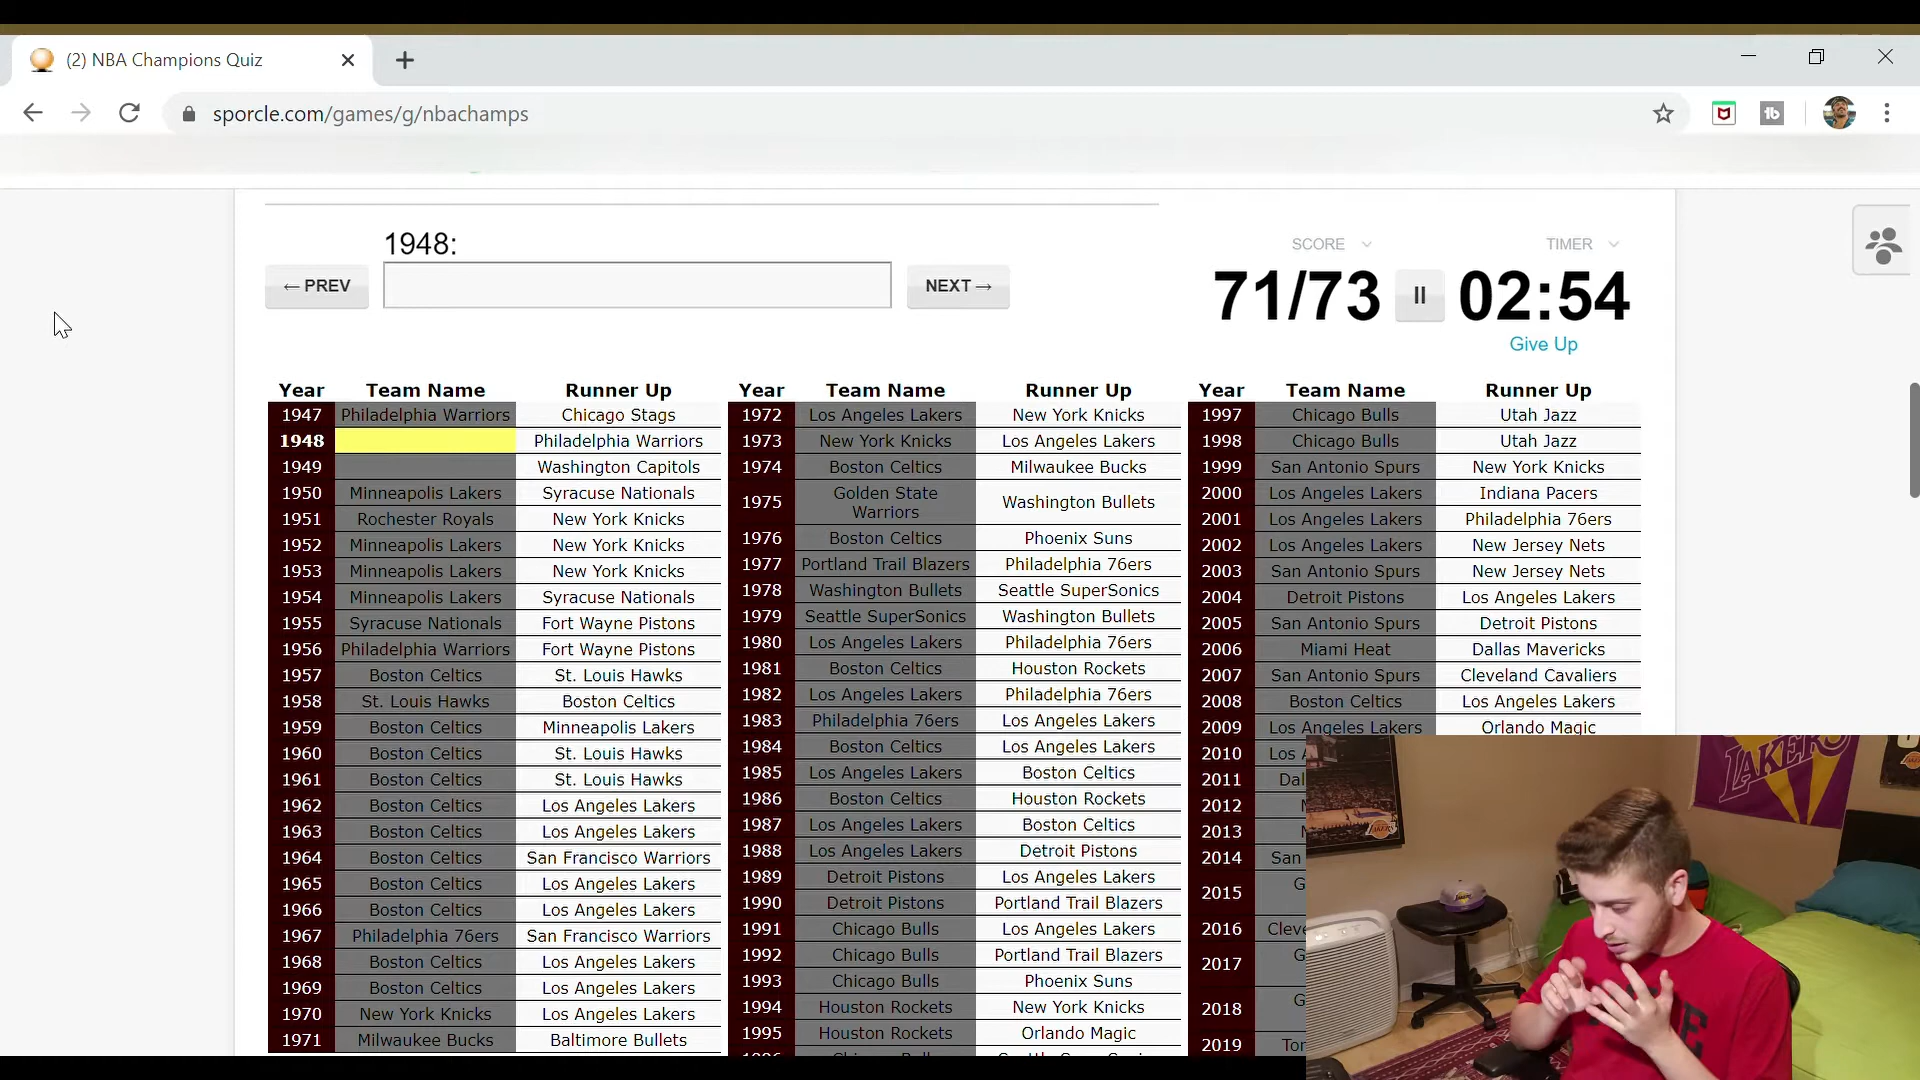 (2) NBA Champions Quiz
sporcle.com/games/g/nbachamps
1948:
← PREV
NEXT →
SCORE
TIMER
71/73
02:54
Give Up
Year Team Name Runner Up
1947 Philadelphia Warriors Chicago Stags
1948 Philadelphia Warriors
1949 Washington Capitols
1950 Minneapolis Lakers Syracuse Nationals
1951 Rochester Royals New York Knicks
1952 Minneapolis Lakers New York Knicks
1953 Minneapolis Lakers New York Knicks
1954 Minneapolis Lakers Syracuse Nationals
1955 Syracuse Nationals Fort Wayne Pistons
1956 Philadelphia Warriors Fort Wayne Pistons
1957 Boston Celtics St. Louis Hawks
1958 St. Louis Hawks Boston Celtics
1959 Boston Celtics Minneapolis Lakers
1960 Boston Celtics St. Louis Hawks
1961 Boston Celtics St. Louis Hawks
1962 Boston Celtics Los Angeles Lakers
1963 Boston Celtics Los Angeles Lakers
1964 Boston Celtics San Francisco Warriors
1965 Boston Celtics Los Angeles Lakers
1966 Boston Celtics Los Angeles Lakers
1967 Philadelphia 76ers San Francisco Warriors
1968 Boston Celtics Los Angeles Lakers
1969 Boston Celtics Los Angeles Lakers
1970 New York Knicks Los Angeles Lakers
1971 Milwaukee Bucks Baltimore Bullets
Year Team Name Runner Up
1972 Los Angeles Lakers New York Knicks
1973 New York Knicks Los Angeles Lakers
1974 Boston Celtics Milwaukee Bucks
1975 Golden State Warriors Washington Bullets
1976 Boston Celtics Phoenix Suns
1977 Portland Trail Blazers Philadelphia 76ers
1978 Washington Bullets Seattle SuperSonics
1979 Seattle SuperSonics Washington Bullets
1980 Los Angeles Lakers Philadelphia 76ers
1981 Boston Celtics Houston Rockets
1982 Los Angeles Lakers Philadelphia 76ers
1983 Philadelphia 76ers Los Angeles Lakers
1984 Boston Celtics Los Angeles Lakers
1985 Los Angeles Lakers Boston Celtics
1986 Boston Celtics Houston Rockets
1987 Los Angeles Lakers Boston Celtics
1988 Los Angeles Lakers Detroit Pistons
1989 Detroit Pistons Los Angeles Lakers
1990 Detroit Pistons Portland Trail Blazers
1991 Chicago Bulls Los Angeles Lakers
1992 Chicago Bulls Portland Trail Blazers
1993 Chicago Bulls Phoenix Suns
1994 Houston Rockets New York Knicks
1995 Houston Rockets Orlando Magic
Year Team Name Runner Up
1997 Chicago Bulls Utah Jazz
1998 Chicago Bulls Utah Jazz
1999 San Antonio Spurs New York Knicks
2000 Los Angeles Lakers Indiana Pacers
2001 Los Angeles Lakers Philadelphia 76ers
2002 Los Angeles Lakers New Jersey Nets
2003 San Antonio Spurs New Jersey Nets
2004 Detroit Pistons Los Angeles Lakers
2005 San Antonio Spurs Detroit Pistons
2006 Miami Heat Dallas Mavericks
2007 San Antonio Spurs Cleveland Cavaliers
2008 Boston Celtics Los Angeles Lakers
2009 Los Angeles Lakers Orlando Magic
2010 Los
2011 Dal
2012
2013
2014 San
2015 G
2016 Cleve
2017 G
2018 G
2019 Tor
LAKERS